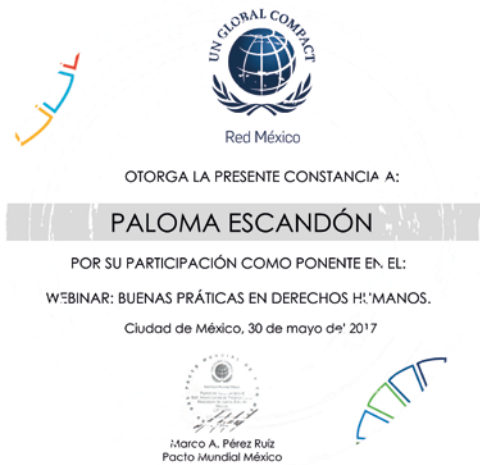 UN GLOBAL COMPACT
Red México
OTORGA LA PRESENTE CONSTANCIA A:
PALOMA ESCANDÓN
POR SU PARTICIPACIÓN COMO PONENTE EN EL:
WEBINAR: BUENAS PRÁTICAS EN DERECHOS HUMANOS.
Ciudad de México, 30 de mayo del 2017
Marco A. Pérez Ruiz
Pacto Mundial México